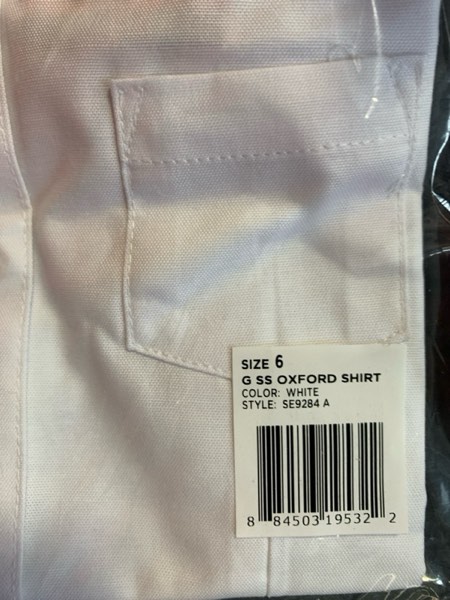 SIZE 6
G SS OXFORD SHIRT
COLOR: WHITE
STYLE: SE9284 A
8 84503 19532 2